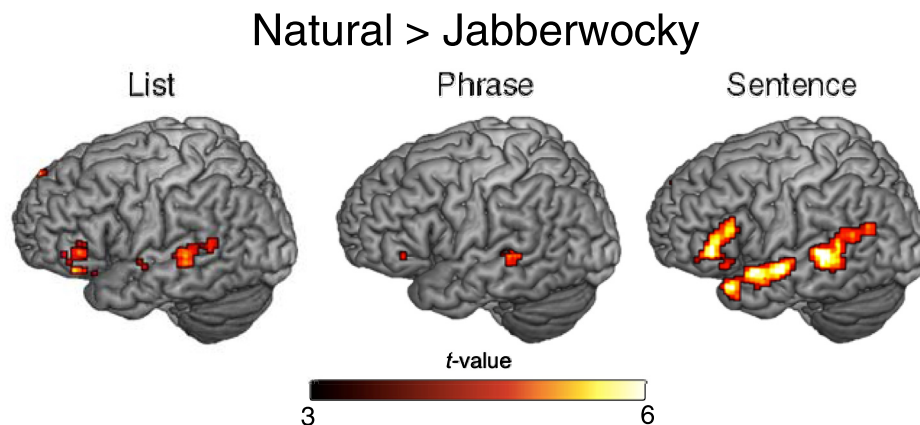 Natural > Jabberwocky
List
Phrase
Sentence
t-value
3
6